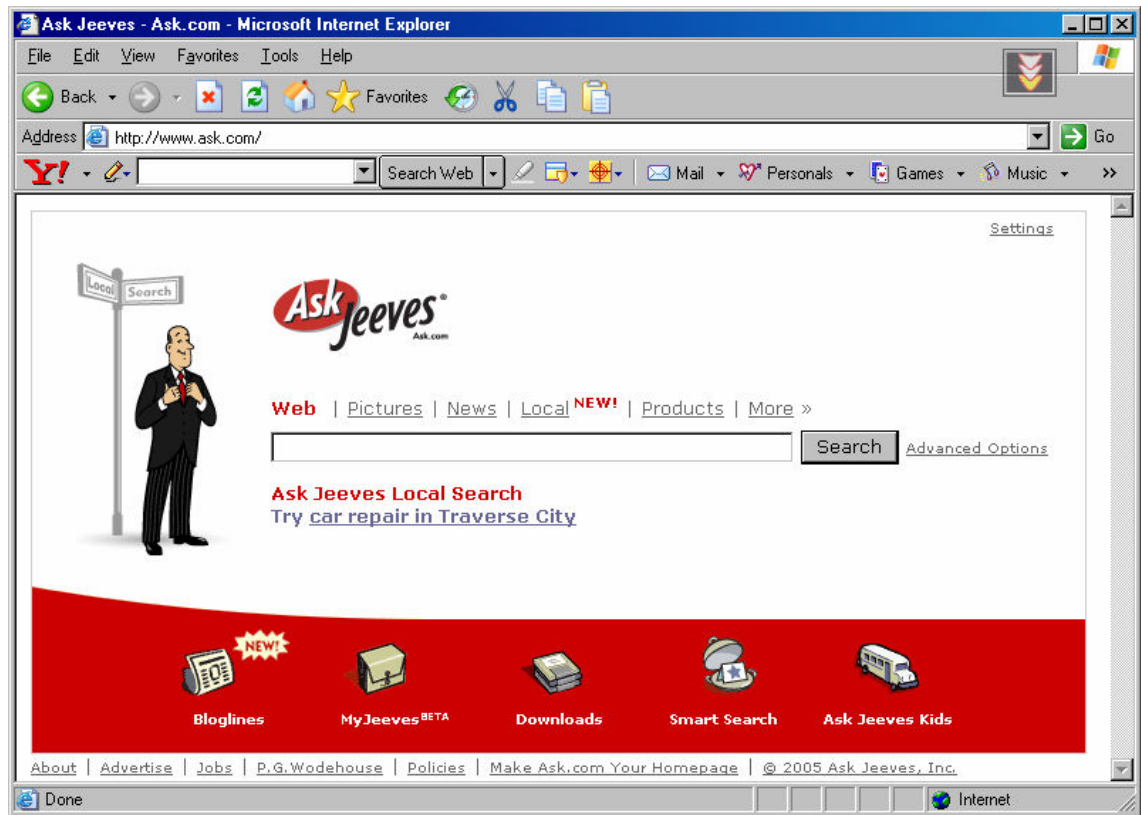 Ask Jeeves - Ask.com - Microsoft Internet Explorer
File Edit View Favorites Tools Help
Back Favorites
Address http://www.ask.com/ Go
Y! Search Web Mail Personals Games Music »
Settings
Local Search
Ask Jeeves®
Ask.com
Web | Pictures | News | Local NEW! | Products | More »
Search Advanced Options
Ask Jeeves Local Search
Try car repair in Traverse City
NEW!
Bloglines MyJeeves BETA Downloads Smart Search Ask Jeeves Kids
About | Advertise | Jobs | P.G.Wodehouse | Policies | Make Ask.com Your Homepage | © 2005 Ask Jeeves, Inc.
Done Internet